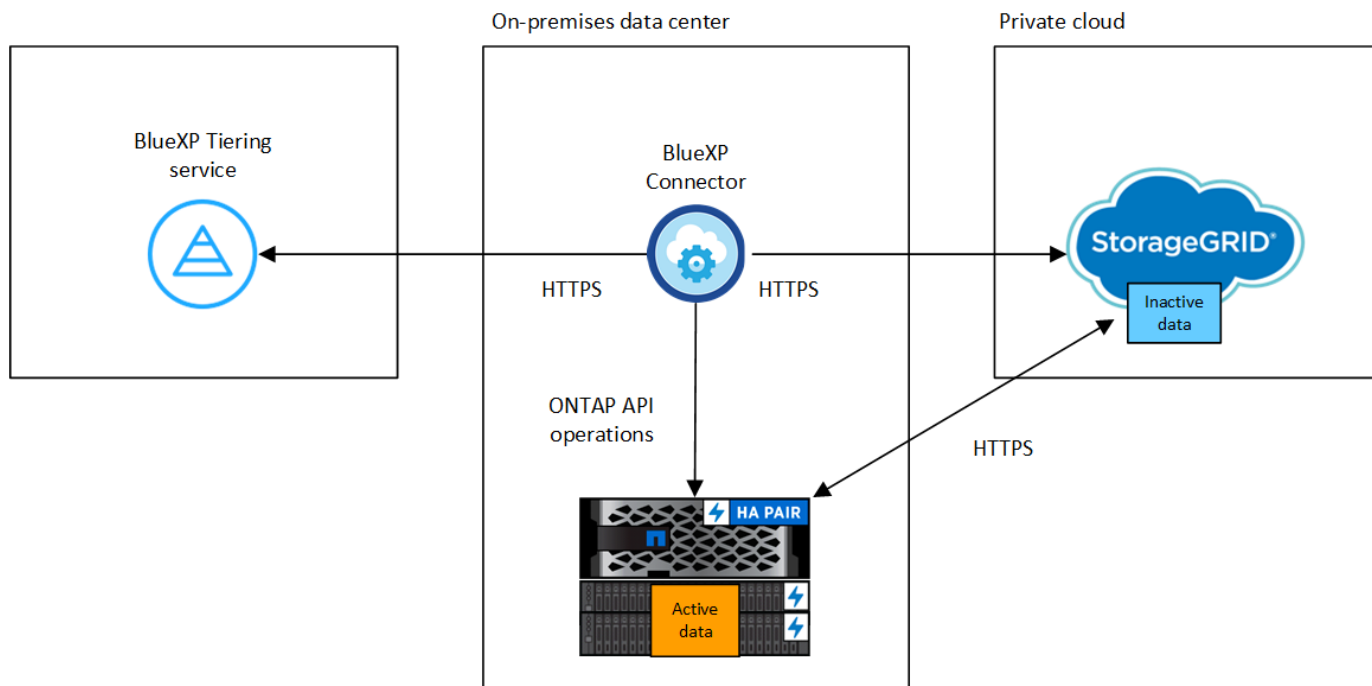 On-premises data center
Private cloud
BlueXP Tiering
service
BlueXP
Connector
StorageGRID®
Inactive
data
HTTPS
HTTPS
ONTAP API
operations
HTTPS
HA PAIR
Active
data